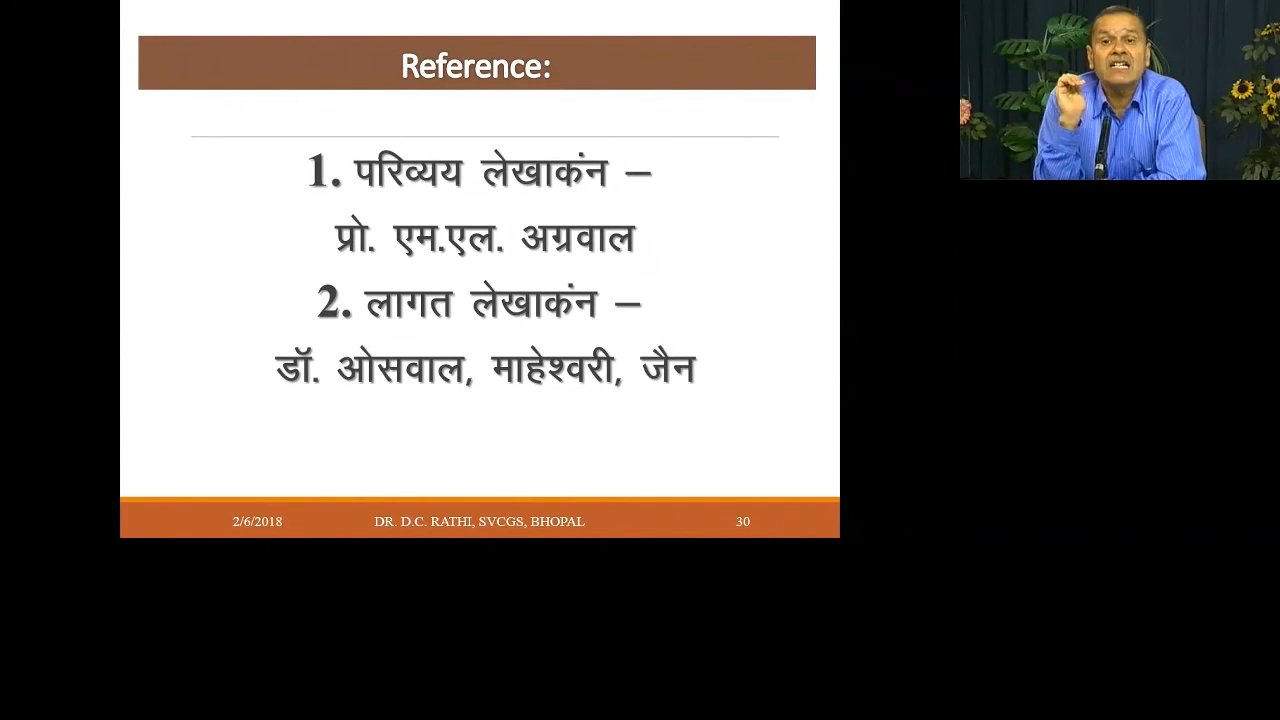 Reference:
1. परिव्यय लेखाकंन –
प्रो. एम.एल. अग्रवाल
2. लागत लेखाकंन –
डॉ. ओसवाल, माहेश्वरी, जैन
2/6/2018 DR. D.C. RATHI, SVCGS, BHOPAL 30